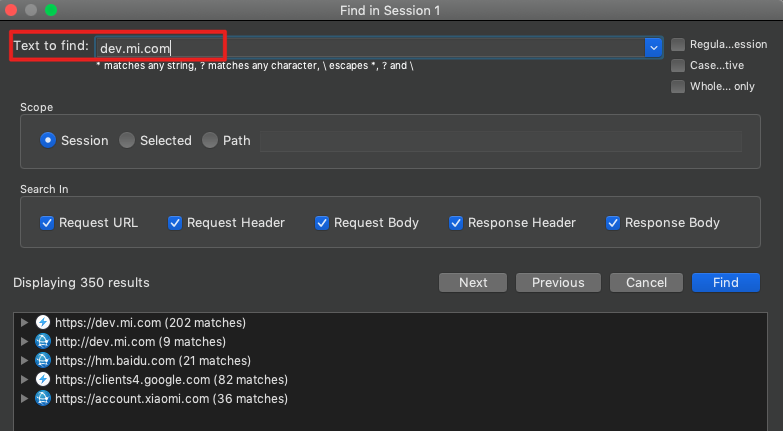 Find in Session 1
Text to find: dev.mi.com
Regula...ession
* matches any string, ? matches any character, \ escapes *, ? and \
Case...tive
Whole... only
Scope
Session Selected Path
Search In
Request URL Request Header Request Body Response Header Response Body
Displaying 350 results Next Previous Cancel Find
https://dev.mi.com (202 matches)
http://dev.mi.com (9 matches)
https://hm.baidu.com (21 matches)
https://clients4.google.com (82 matches)
https://account.xiaomi.com (36 matches)